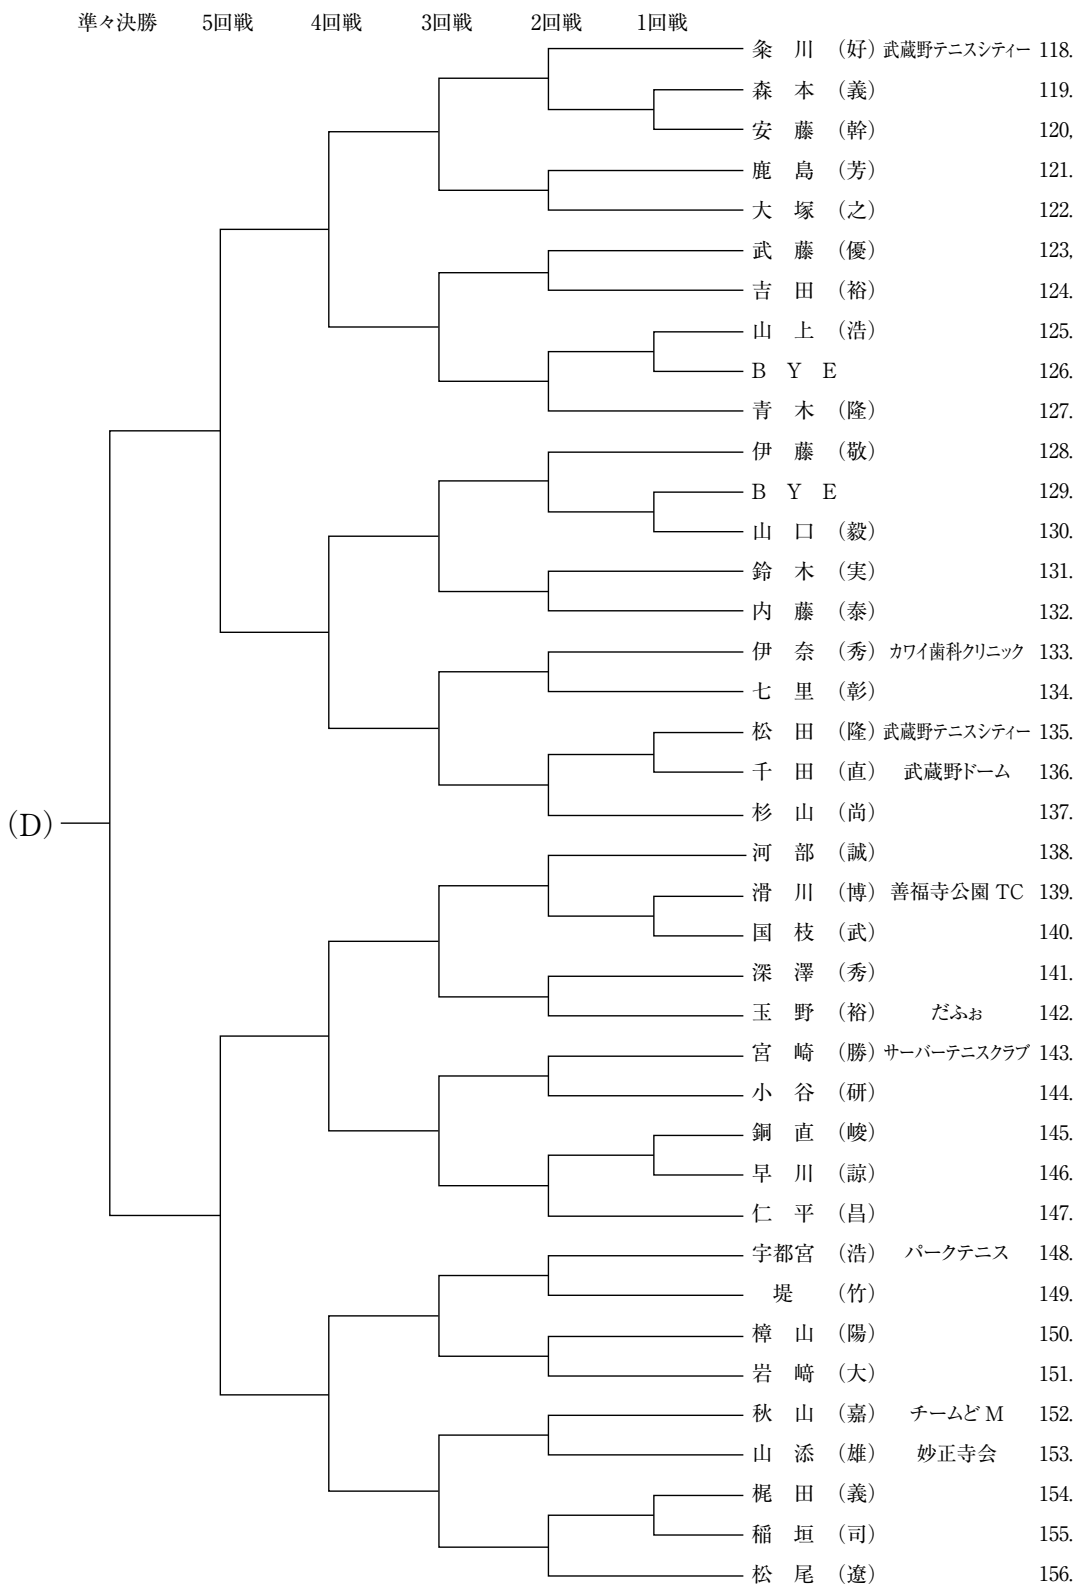 準々決勝 5回戦 4回戦 3回戦 2回戦 1回戦
粂 川 （好） 武蔵野テニスシティー 118.
森 本 （義） 119.
安 藤 （幹） 120,
鹿 島 （芳） 121.
大 塚 （之） 122.
武 藤 （優） 123,
吉 田 （裕） 124.
山 上 （浩） 125.
B Y E 126.
青 木 （隆） 127.
伊 藤 （敬） 128.
B Y E 129.
山 口 （毅） 130.
鈴 木 （実） 131.
内 藤 （泰） 132.
伊 奈 （秀） カワイ歯科クリニック 133.
七 里 （彰） 134.
松 田 （隆） 武蔵野テニスシティー 135.
千 田 （直） 武蔵野ドーム 136.
杉 山 （尚） 137.
（D）
河 部 （誠） 138.
滑 川 （博） 善福寺公園 TC 139.
国 枝 （武） 140.
深 澤 （秀） 141.
玉 野 （裕） だふぉ 142.
宮 崎 （勝） サーバーテニスクラブ 143.
小 谷 （研） 144.
銅 直 （峻） 145.
早 川 （諒） 146.
仁 平 （昌） 147.
宇都宮 （浩） パークテニス 148.
堤 （竹） 149.
樟 山 （陽） 150.
岩 﨑 （大） 151.
秋 山 （嘉） チームど M 152.
山 添 （雄） 妙正寺会 153.
梶 田 （義） 154.
稲 垣 （司） 155.
松 尾 （遼） 156.